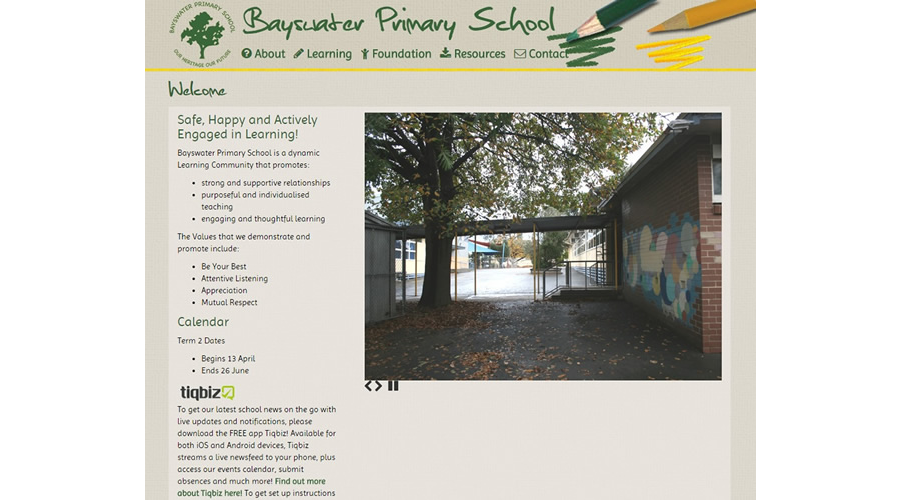 BAYSWATER PRIMARY SCHOOL
OUR HERITAGE OUR FUTURE
Bayswater Primary School
About Learning Foundation Resources Contact
Welcome
Safe, Happy and Actively
Engaged in Learning!
Bayswater Primary School is a dynamic
Learning Community that promotes:
strong and supportive relationships
purposeful and individualised
teaching
engaging and thoughtful learning
The Values that we demonstrate and
promote include:
Be Your Best
Attentive Listening
Appreciation
Mutual Respect
Calendar
Term 2 Dates
Begins 13 April
Ends 26 June
tiqbiz
To get our latest school news on the go with
live updates and notifications, please
download the FREE app Tiqbiz! Available for
both iOS and Android devices, Tiqbiz
streams a live newsfeed to your phone, plus
access our events calendar, submit
absences and much more! Find out more
about Tiqbiz here! To get set up instructions